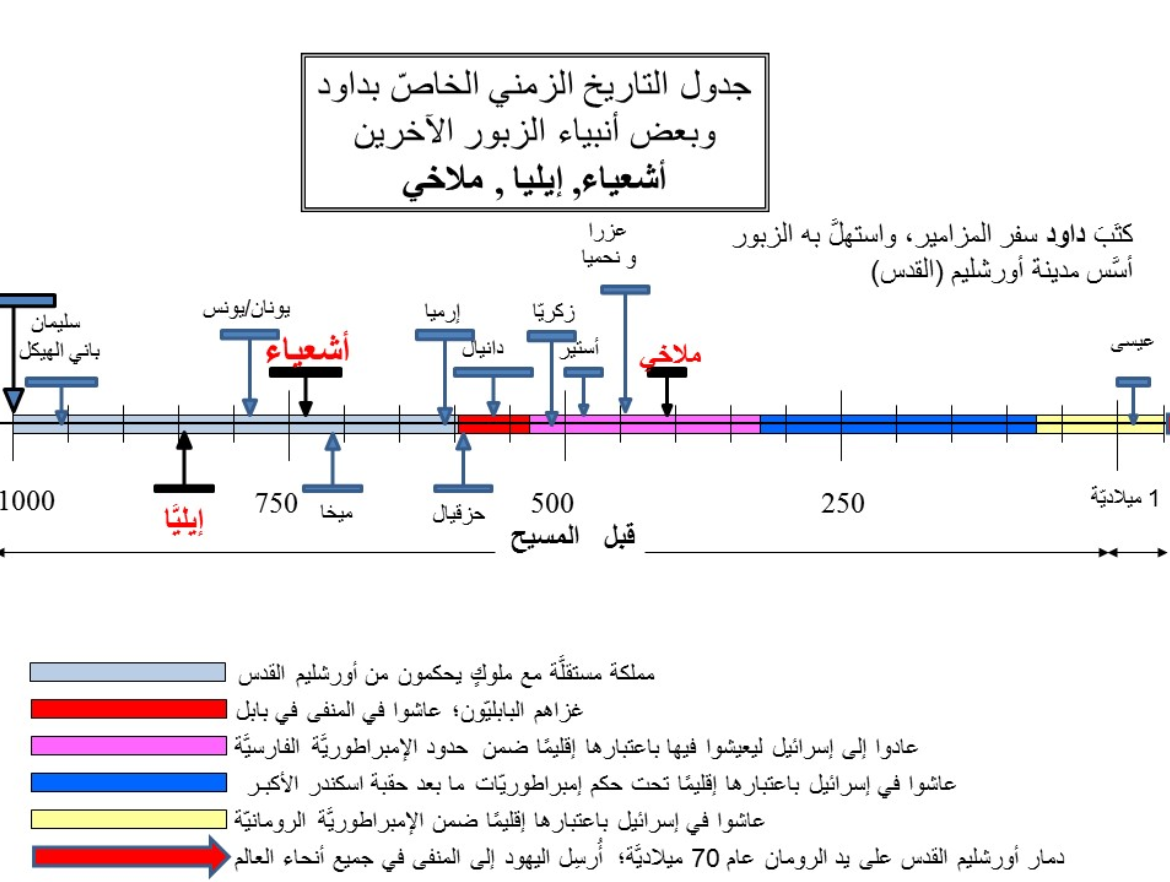 جدول التاريخ الزمني الخاصّ بداود
وبعض أنبياء الزبور الآخرين
أشعياء, إيليا , ملاخي
كتَبَ داود سفر المزامير، واستهلَّ به الزبور
أسَّس مدينة أورشليم (القدس)
عزرا
و نحميا
سليمان
باني الهيكل
يونان/يونس
أشعياء
إرميا
دانيال
زكريّا
أستير
ملاخي
عيسى
1000
750
500
250
1 ميلاديّة
إيليَّا
ميخا
حزقيال
قبل المسيح
مملكة مستقلَّة مع ملوكٍ يحكمون من أورشليم القدس
غزاهم البابليّون؛ عاشوا في المنفى في بابل
عادوا إلى إسرائيل ليعيشوا فيها باعتبارها إقليمًا ضمن حدود الإمبراطوريَّة الفارسيَّة
عاشوا في إسرائيل باعتبارها إقليمًا تحت حكم إمبراطوريّات ما بعد حقبة اسكندر الأكبر
عاشوا في إسرائيل باعتبارها إقليمًا ضمن الإمبراطوريَّة الرومانيّة
دمار أورشليم القدس على يد الرومان عام 70 ميلاديَّة؛ أُرسِل اليهود إلى المنفى في جميع أنحاء العالم